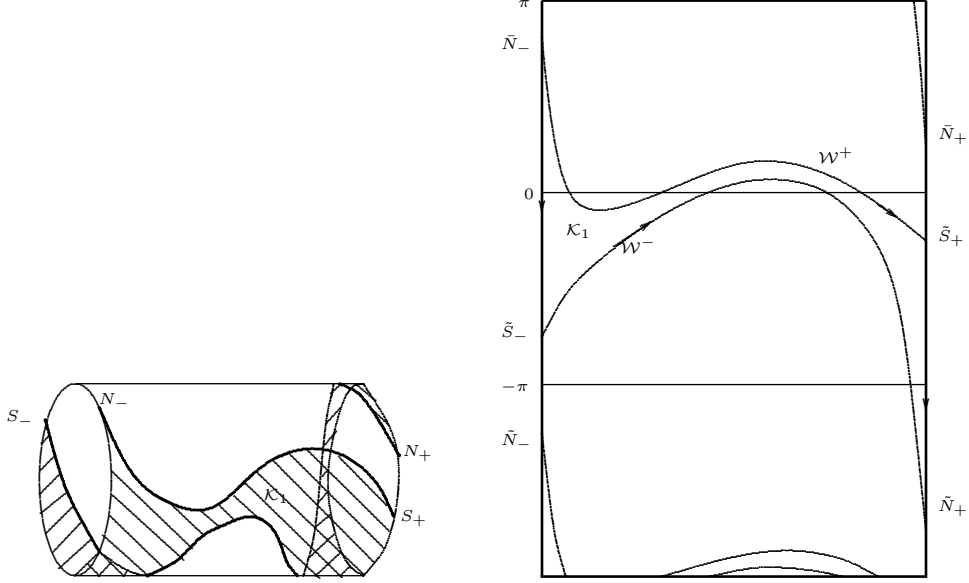 π
N̄₋
N̄₊
𝒲⁺
0
𝒦₁
𝒲⁻
S̃₊
S̃₋
−π
N₋
S₋
Ñ₋
N₊
𝒦₁
S₊
Ñ₊